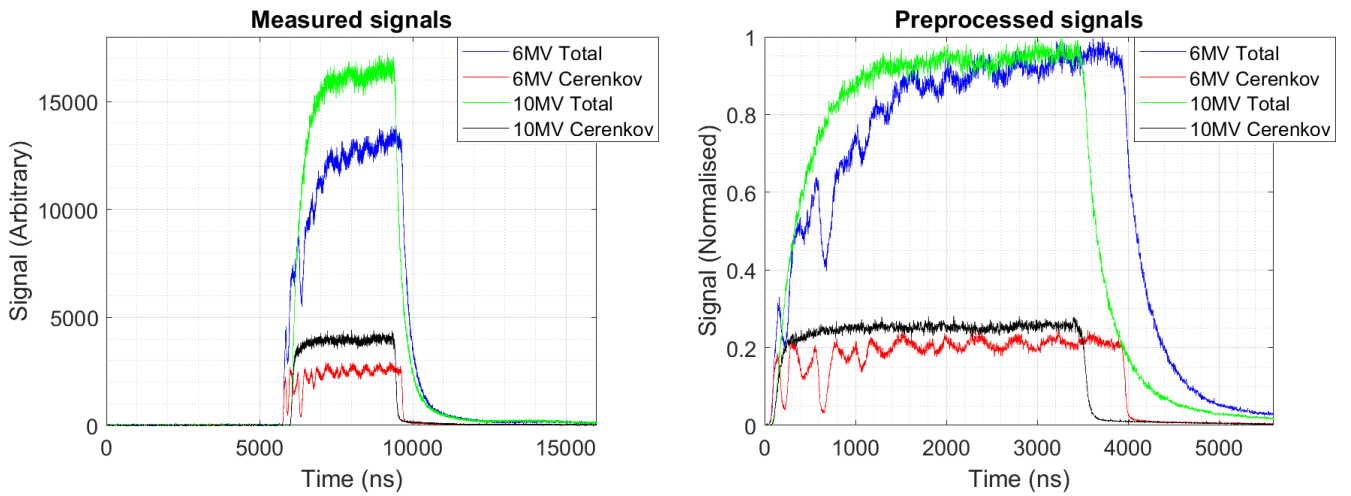 Measured signals
6MV Total
6MV Cerenkov
10MV Total
10MV Cerenkov
15000
10000
5000
0
Signal (Arbitrary)
0
5000
10000
15000
Time (ns)
Preprocessed signals
6MV Total
6MV Cerenkov
10MV Total
10MV Cerenkov
1
0.8
0.6
0.4
0.2
0
Signal (Normalised)
0
1000
2000
3000
4000
5000
Time (ns)